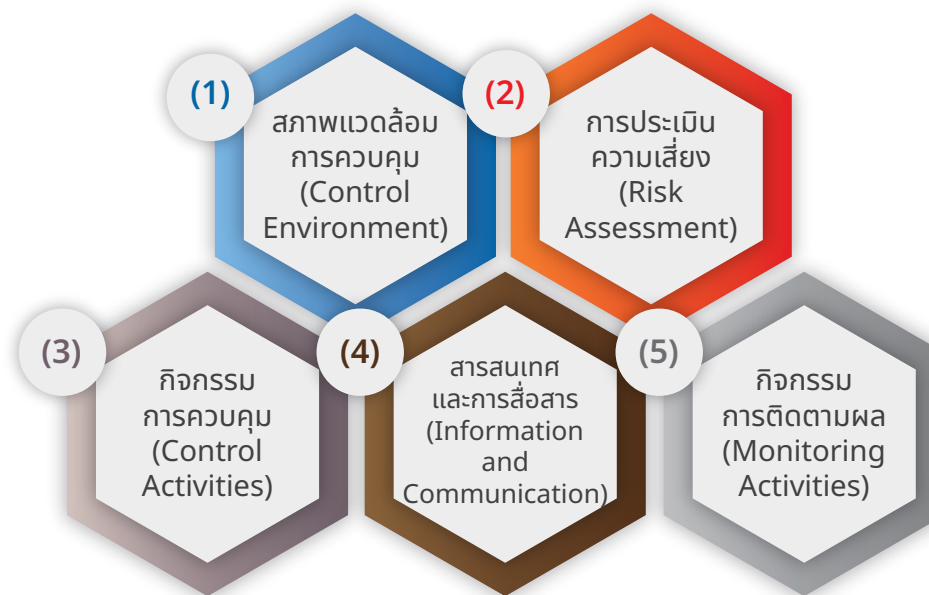 (1)
สภาพแวดล้อม
การควบคุม
(Control
Environment)
(2)
การประเมิน
ความเสี่ยง
(Risk
Assessment)
(3)
กิจกรรม
การควบคุม
(Control
Activities)
(4)
สารสนเทศ
และการสื่อสาร
(Information
and
Communication)
(5)
กิจกรรม
การติดตามผล
(Monitoring
Activities)